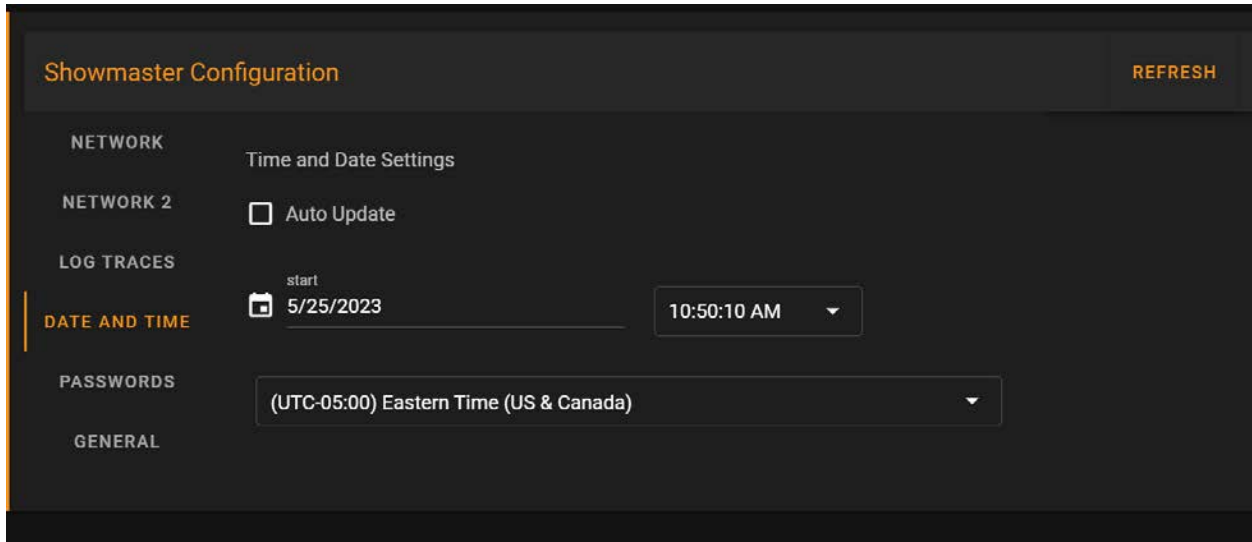 Showmaster Configuration
REFRESH
NETWORK
NETWORK 2
LOG TRACES
DATE AND TIME
PASSWORDS
GENERAL
Time and Date Settings
Auto Update
start
5/25/2023
10:50:10 AM
(UTC-05:00) Eastern Time (US & Canada)